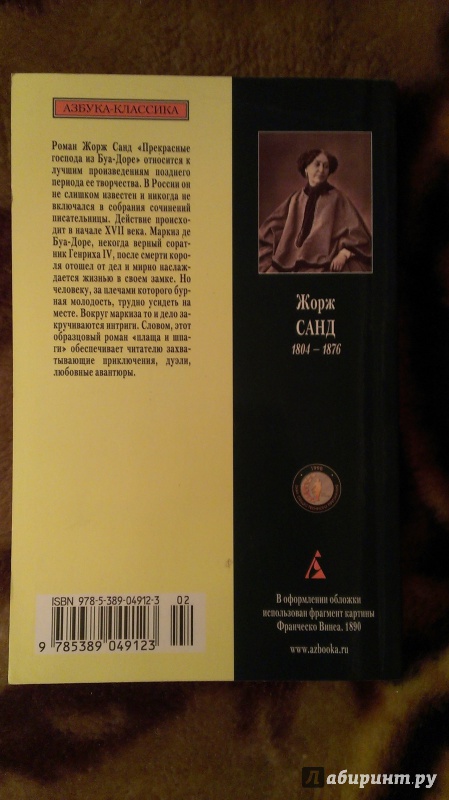 АЗБУКА-КЛАССИКА
Роман Жорж Санд «Прекрасные
господа из Буа-Доре» относится к
лучшим произведениям позднего
периода ее творчества. В России он
не слишком известен и никогда не
включался в собрания сочинений
писательницы. Действие происхо-
дит в начале XVII века. Маркиз де
Буа-Доре, некогда верный сорат-
ник Генриха IV, после смерти коро-
ля отошел от дел и мирно наслаж-
дается жизнью в своем замке. Но
человеку, за плечами которого бур-
ная молодость, трудно усидеть на
месте. Вокруг маркиза то и дело за-
кручиваются интриги. Словом, этот
образцовый роман «плаща и шпа-
ги» обеспечивает читателю захва-
тывающие приключения, дуэли,
любовные авантюры.
Жорж
САНД
1804 – 1876
ISBN 978-5-389-04912-3
02
9 785389 049123
В оформлении обложки
использован фрагмент картины
Франческо Винеа. 1890
www.azbooka.ru
Лабиринт.ру